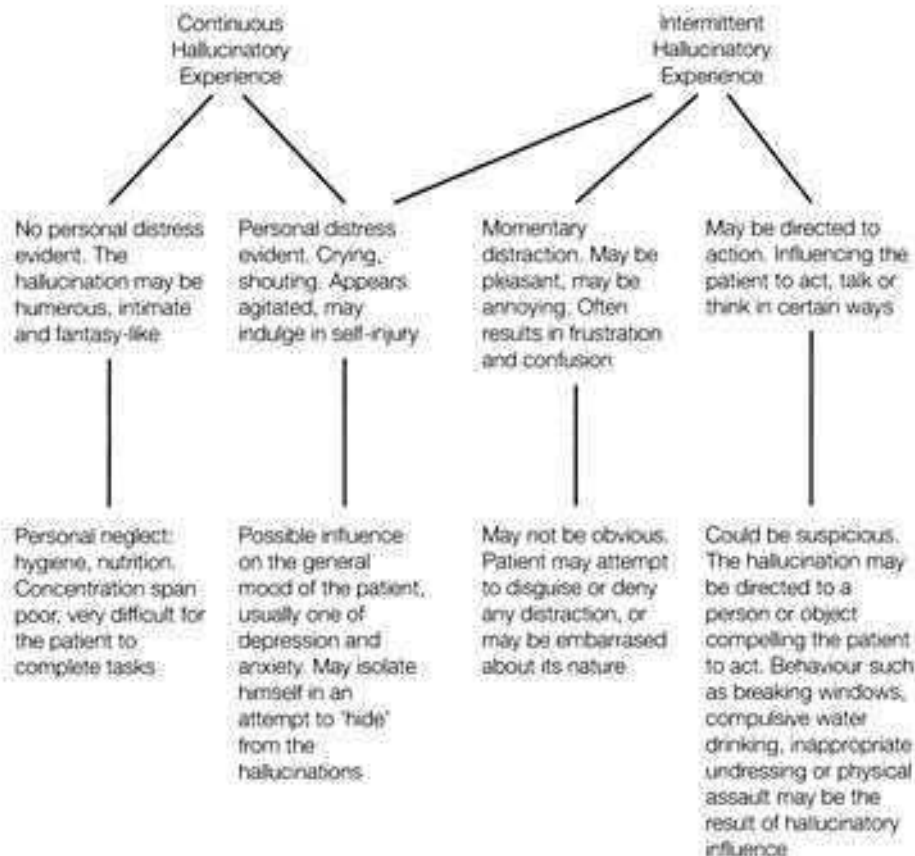 Continuous
Hallucinatory
Experience
Intermittent
Hallucinatory
Experience
No personal distress
evident. The
hallucination may be
humerous, intimate
and fantasy-like
Personal distress
evident. Crying,
shouting. Appears
agitated, may
indulge in self-injury
Momentary
distraction. May be
pleasant, may be
annoying. Often
results in frustration
and confusion
May be directed to
action. Influencing the
patient to act, talk or
think in certain ways
Personal neglect:
hygiene, nutrition.
Concentration span
poor, very difficult for
the patient to
complete tasks
Possible influence
on the general
mood of the patient,
usually one of
depression and
anxiety. May isolate
himself in an
attempt to 'hide'
from the
hallucinations
May not be obvious.
Patient may attempt
to disguise or deny
any distraction, or
may be embarrased
about its nature
Could be suspicious.
The hallucination may
be directed to a
person or object
compelling the patient
to act. Behaviour such
as breaking windows,
compulsive water
drinking, inappropriate
undressing or physical
assault may be the
result of hallucinatory
influence